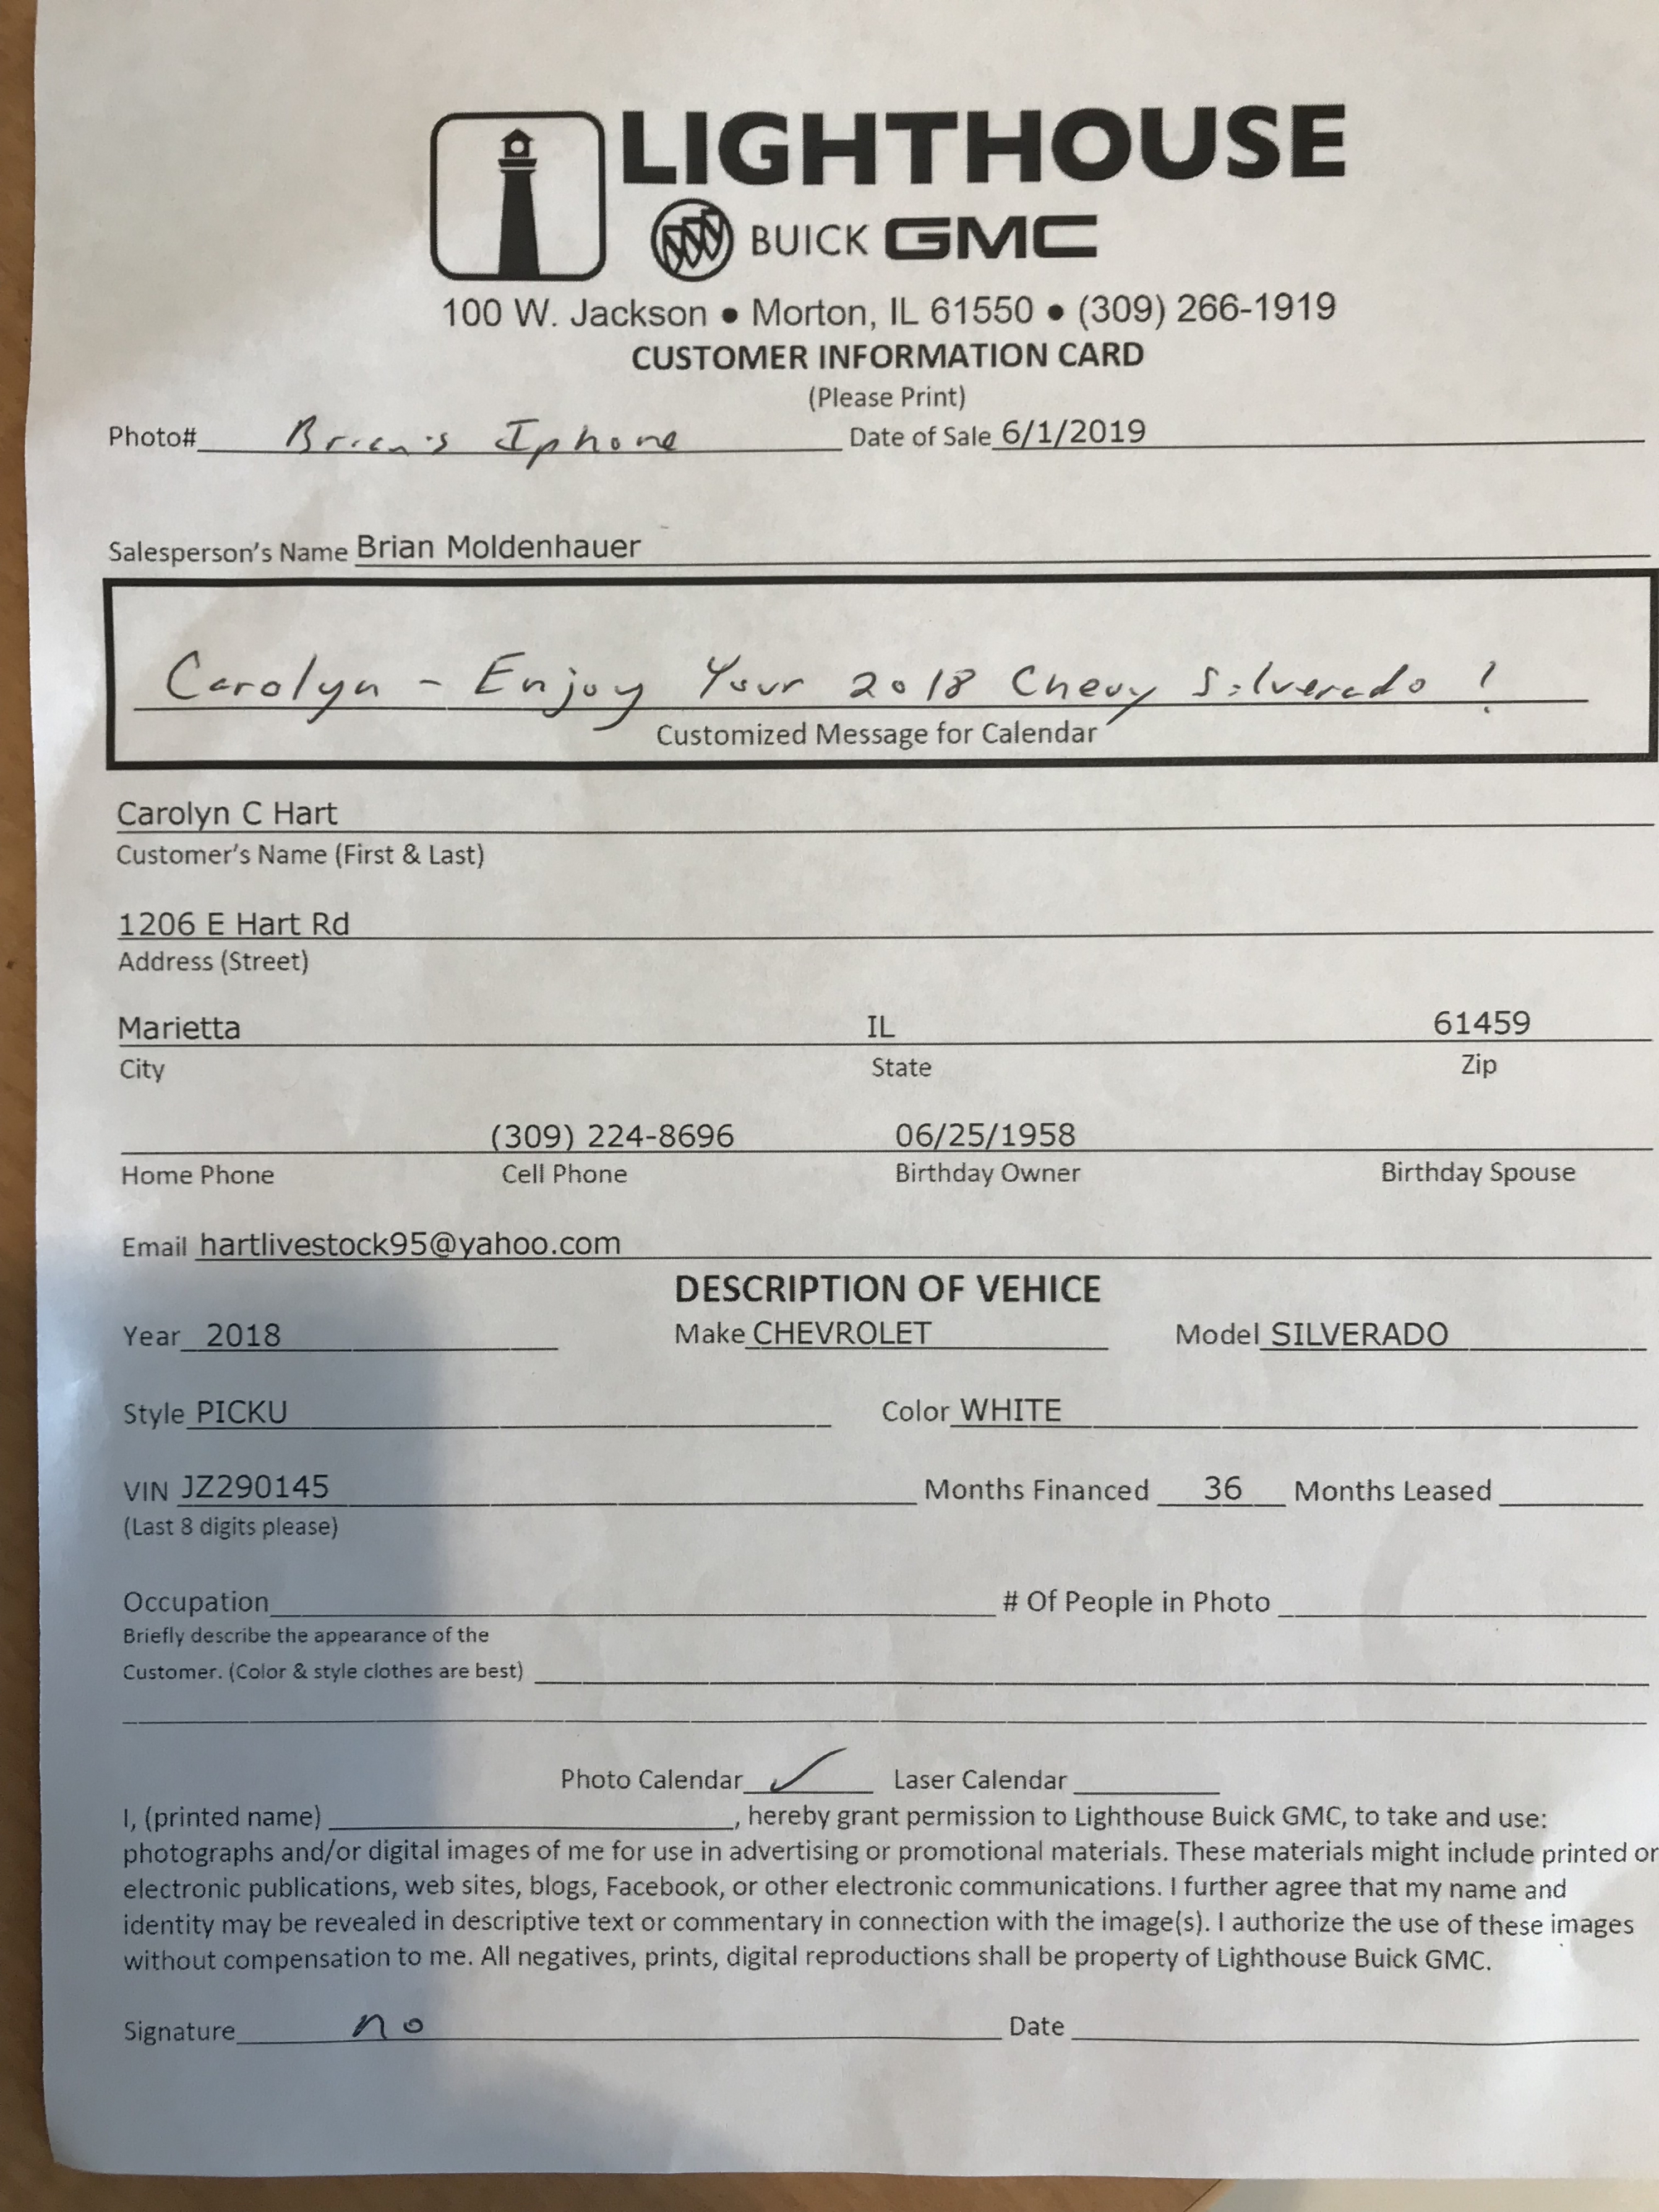 LIGHTHOUSE
BUICK GMC
100 W. Jackson • Morton, IL 61550 • (309) 266-1919
CUSTOMER INFORMATION CARD
(Please Print)
Photo# Brian's Iphone Date of Sale 6/1/2019
Salesperson's Name Brian Moldenhauer
Carolyn - Enjoy Your 2018 Chevy Silverado !
Customized Message for Calendar
Carolyn C Hart
Customer's Name (First & Last)
1206 E Hart Rd
Address (Street)
Marietta IL 61459
City State Zip
(309) 224-8696 06/25/1958
Home Phone Cell Phone Birthday Owner Birthday Spouse
Email hartlivestock95@yahoo.com
DESCRIPTION OF VEHICE
Year 2018 Make CHEVROLET Model SILVERADO
Style PICKU Color WHITE
VIN JZ290145 Months Financed 36 Months Leased
(Last 8 digits please)
Occupation # Of People in Photo
Briefly describe the appearance of the
Customer. (Color & style clothes are best)
Photo Calendar ✓ Laser Calendar
I, (printed name) , hereby grant permission to Lighthouse Buick GMC, to take and use:
photographs and/or digital images of me for use in advertising or promotional materials. These materials might include printed or
electronic publications, web sites, blogs, Facebook, or other electronic communications. I further agree that my name and
identity may be revealed in descriptive text or commentary in connection with the image(s). I authorize the use of these images
without compensation to me. All negatives, prints, digital reproductions shall be property of Lighthouse Buick GMC.
Signature no Date